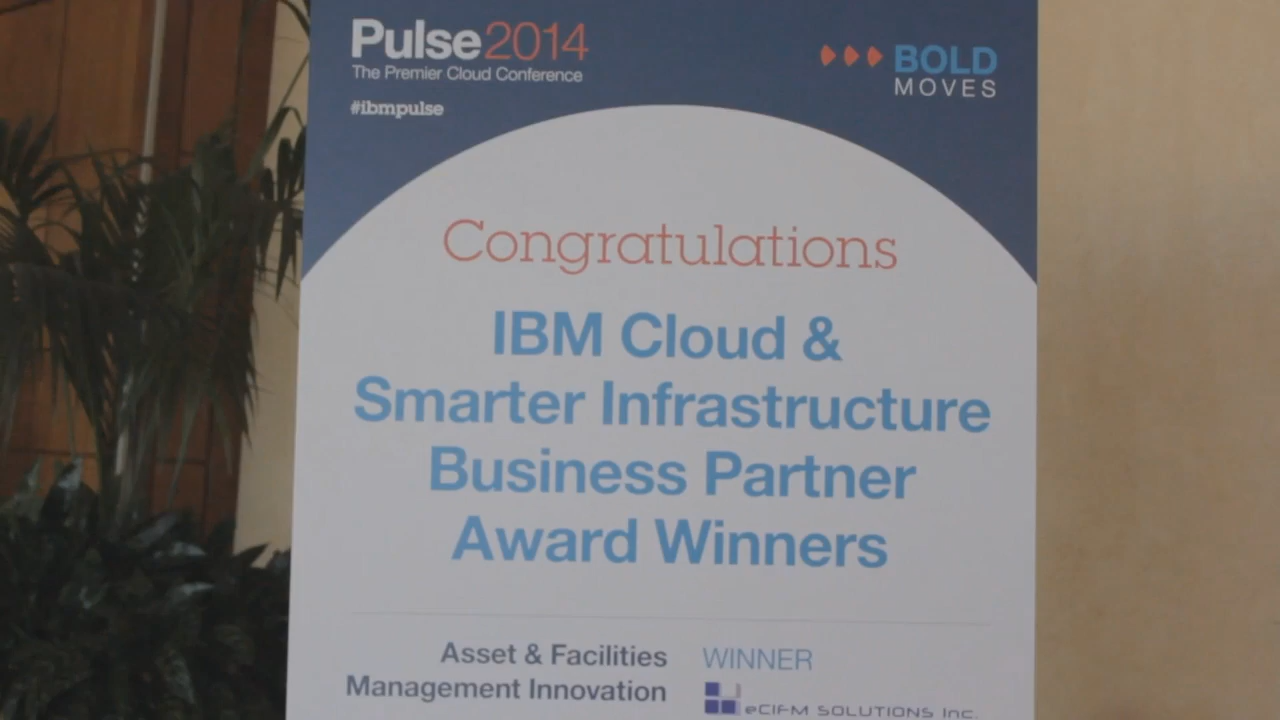 Pulse2014
The Premier Cloud Conference
#ibmpulse
BOLD
MOVES
Congratulations
IBM Cloud &
Smarter Infrastructure
Business Partner
Award Winners
Asset & Facilities
Management Innovation
WINNER
eCIFM SOLUTIONS Inc.